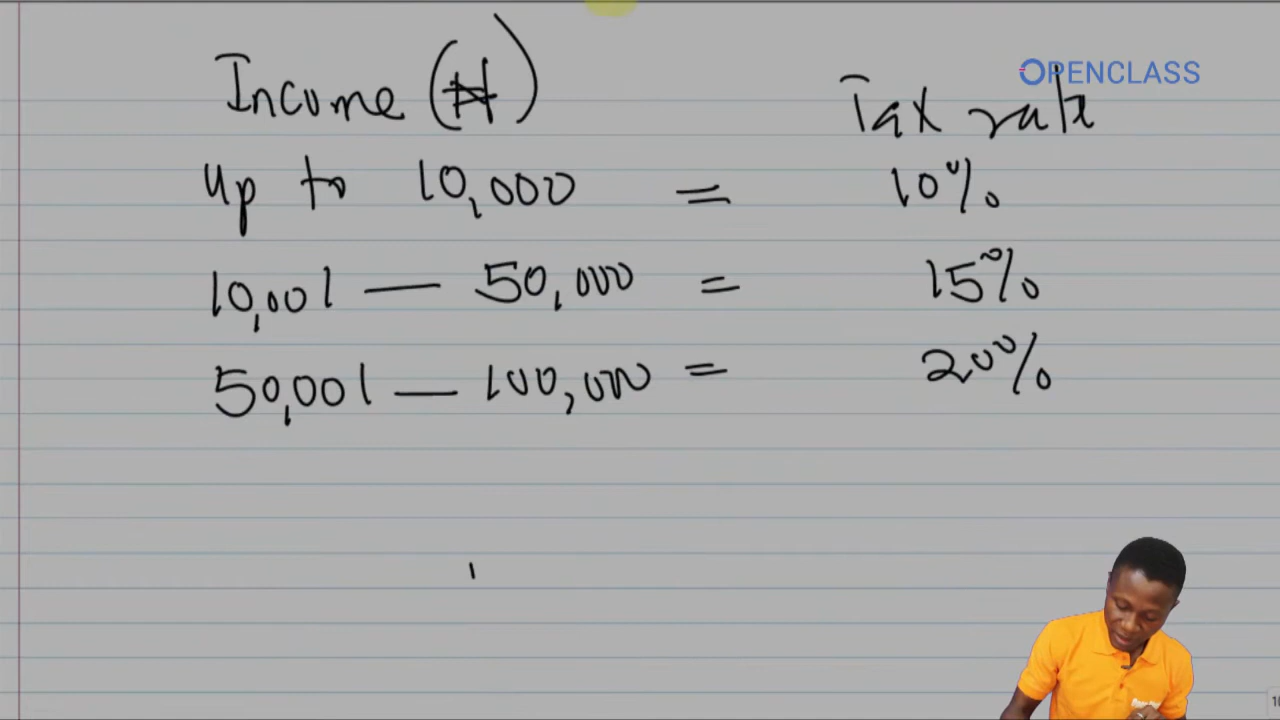 OPENCLASS
Income (₦) Tax rate
Up to 10,000 = 10%
10,001 — 50,000 = 15%
50,001 — 100,000 = 20%